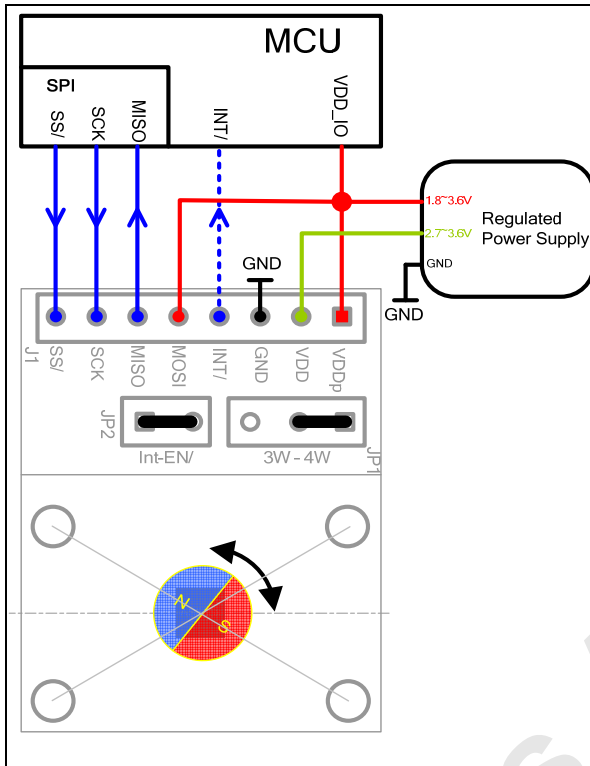 MCU
SPI
SS/
SCK
MISO
INT/
VDD_IO
1.8~3.6V
2.7~3.6V
GND
Regulated
Power Supply
GND
GND
J1
SS/
SCK
MISO
MOSI
INT/
GND
VDD
VDDp
JP2
Int-EN/
3W - 4W
JP1
N
S